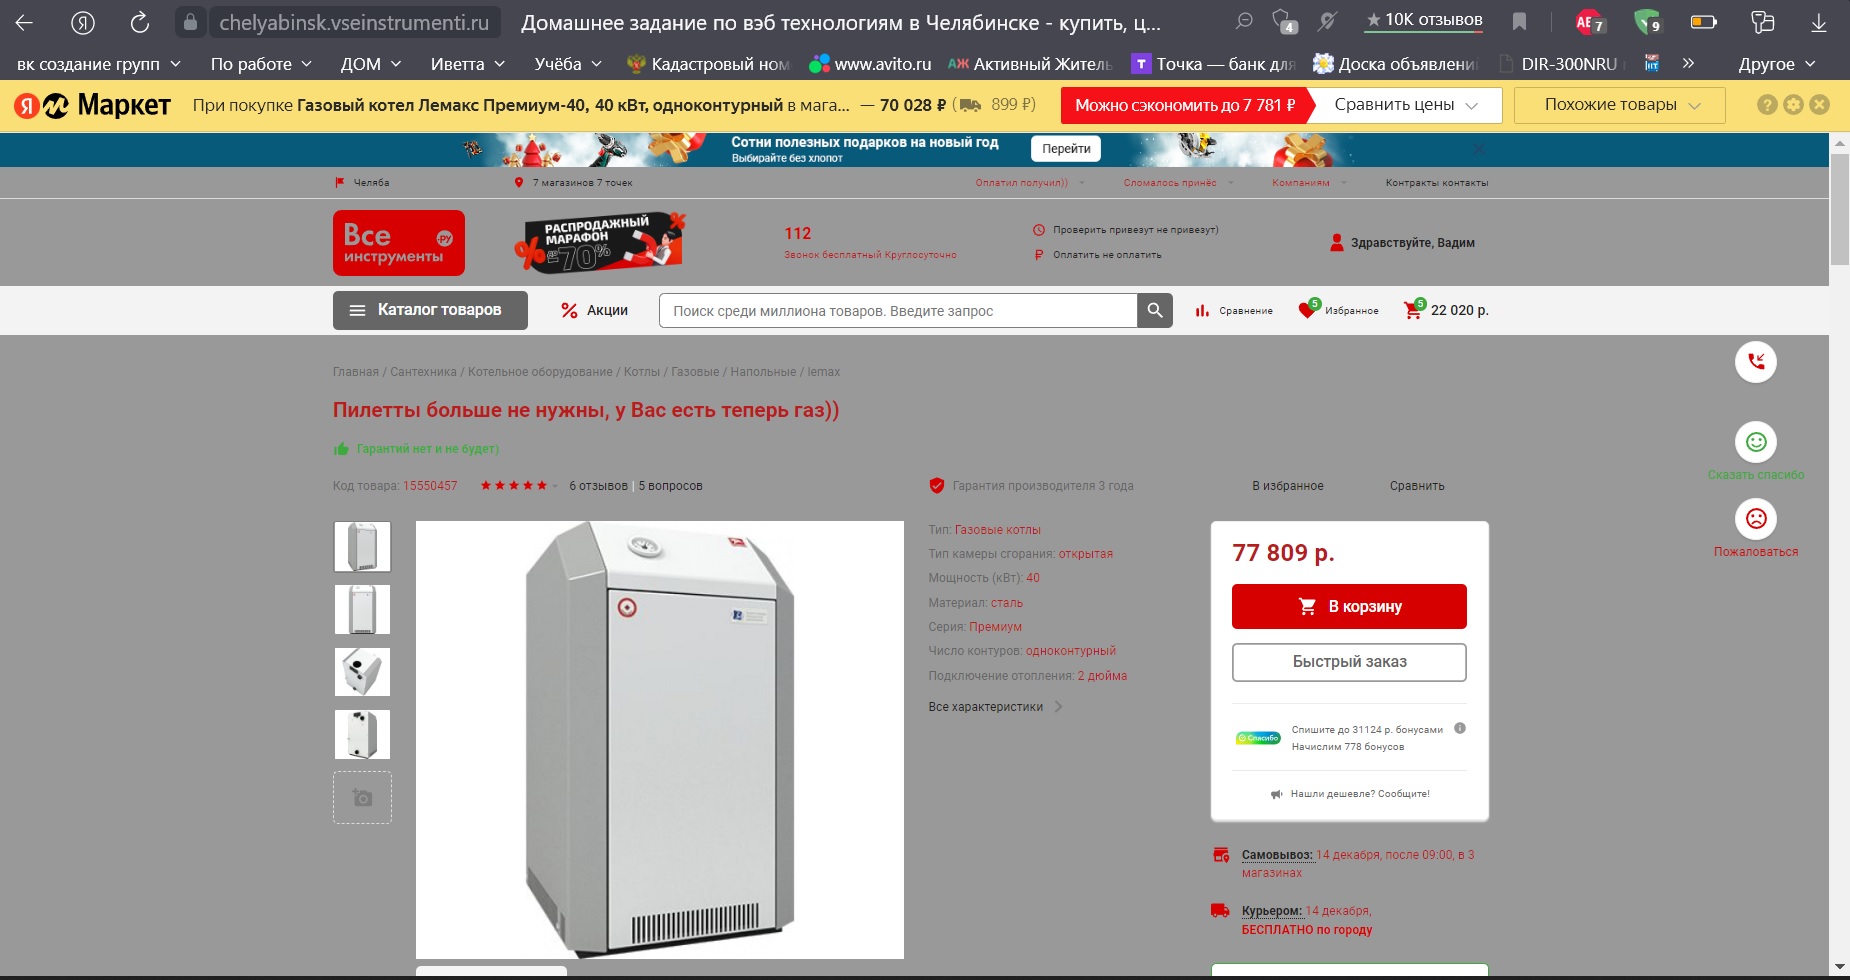 chelyabinsk.vseinstrumenti.ru Домашнее задание по вэб технологиям в Челябинске - купить, ц... 4 ★ 10К отзывов 7 9
вк создание групп По работе ДОМ Иветта Учёба Кадастровый ном www.avito.ru АЖ Активный Житель Т Точка — банк для Доска объявлений DIR-300NRU » Другое
Я М Маркет При покупке Газовый котел Лемакс Премиум-40, 40 кВт, одноконтурный в мага... — 70 028 ₽ ( 899 ₽) Можно сэкономить до 7 781 ₽ Сравнить цены Похожие товары
Сотни полезных подарков на новый год
Выбирайте без хлопот
Перейти
Челяба 7 магазинов 7 точек Оплатил получил)) Сломалось принёс Компаниям Контракты контакты
Все .РУ
инструменты
РАСПРОДАЖНЫЙ
МАРАФОН
ДО -70%
112
Звонок бесплатный Круглосуточно
Проверить привезут не привезут)
Оплатить не оплатить
Здравствуйте, Вадим
Каталог товаров Акции Поиск среди миллиона товаров. Введите запрос Сравнение 5 Избранное 5 22 020 р.
Главная / Сантехника / Котельное оборудование / Котлы / Газовые / Напольные / lemax
Пилетты больше не нужны, у Вас есть теперь газ))
Гарантий нет и не будет)
Код товара: 15550457 6 отзывов | 5 вопросов Гарантия производителя 3 года В избранное Сравнить
Сказать спасибо
Пожаловаться
Тип: Газовые котлы
Тип камеры сгорания: открытая
Мощность (кВт): 40
Материал: сталь
Серия: Премиум
Число контуров: одноконтурный
Подключение отопления: 2 дюйма
Все характеристики
77 809 р.
В корзину
Быстрый заказ
Спасибо
Спишите до 31124 р. бонусами
Начислим 778 бонусов
Нашли дешевле? Сообщите!
Самовывоз: 14 декабря, после 09:00, в 3
магазинах
Курьером: 14 декабря,
БЕСПЛАТНО по городу